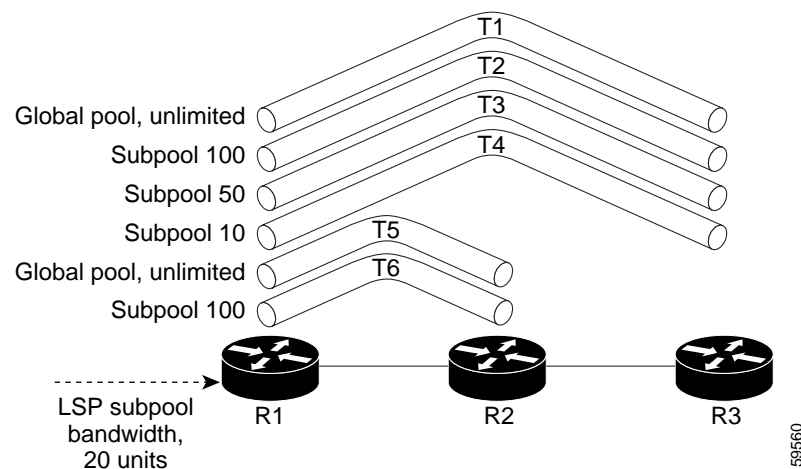 T1
T2
Global pool, unlimited
T3
Subpool 100
T4
Subpool 50
Subpool 10
T5
Global pool, unlimited
T6
Subpool 100
LSP subpool
bandwidth,
20 units
R1
R2
R3
59560